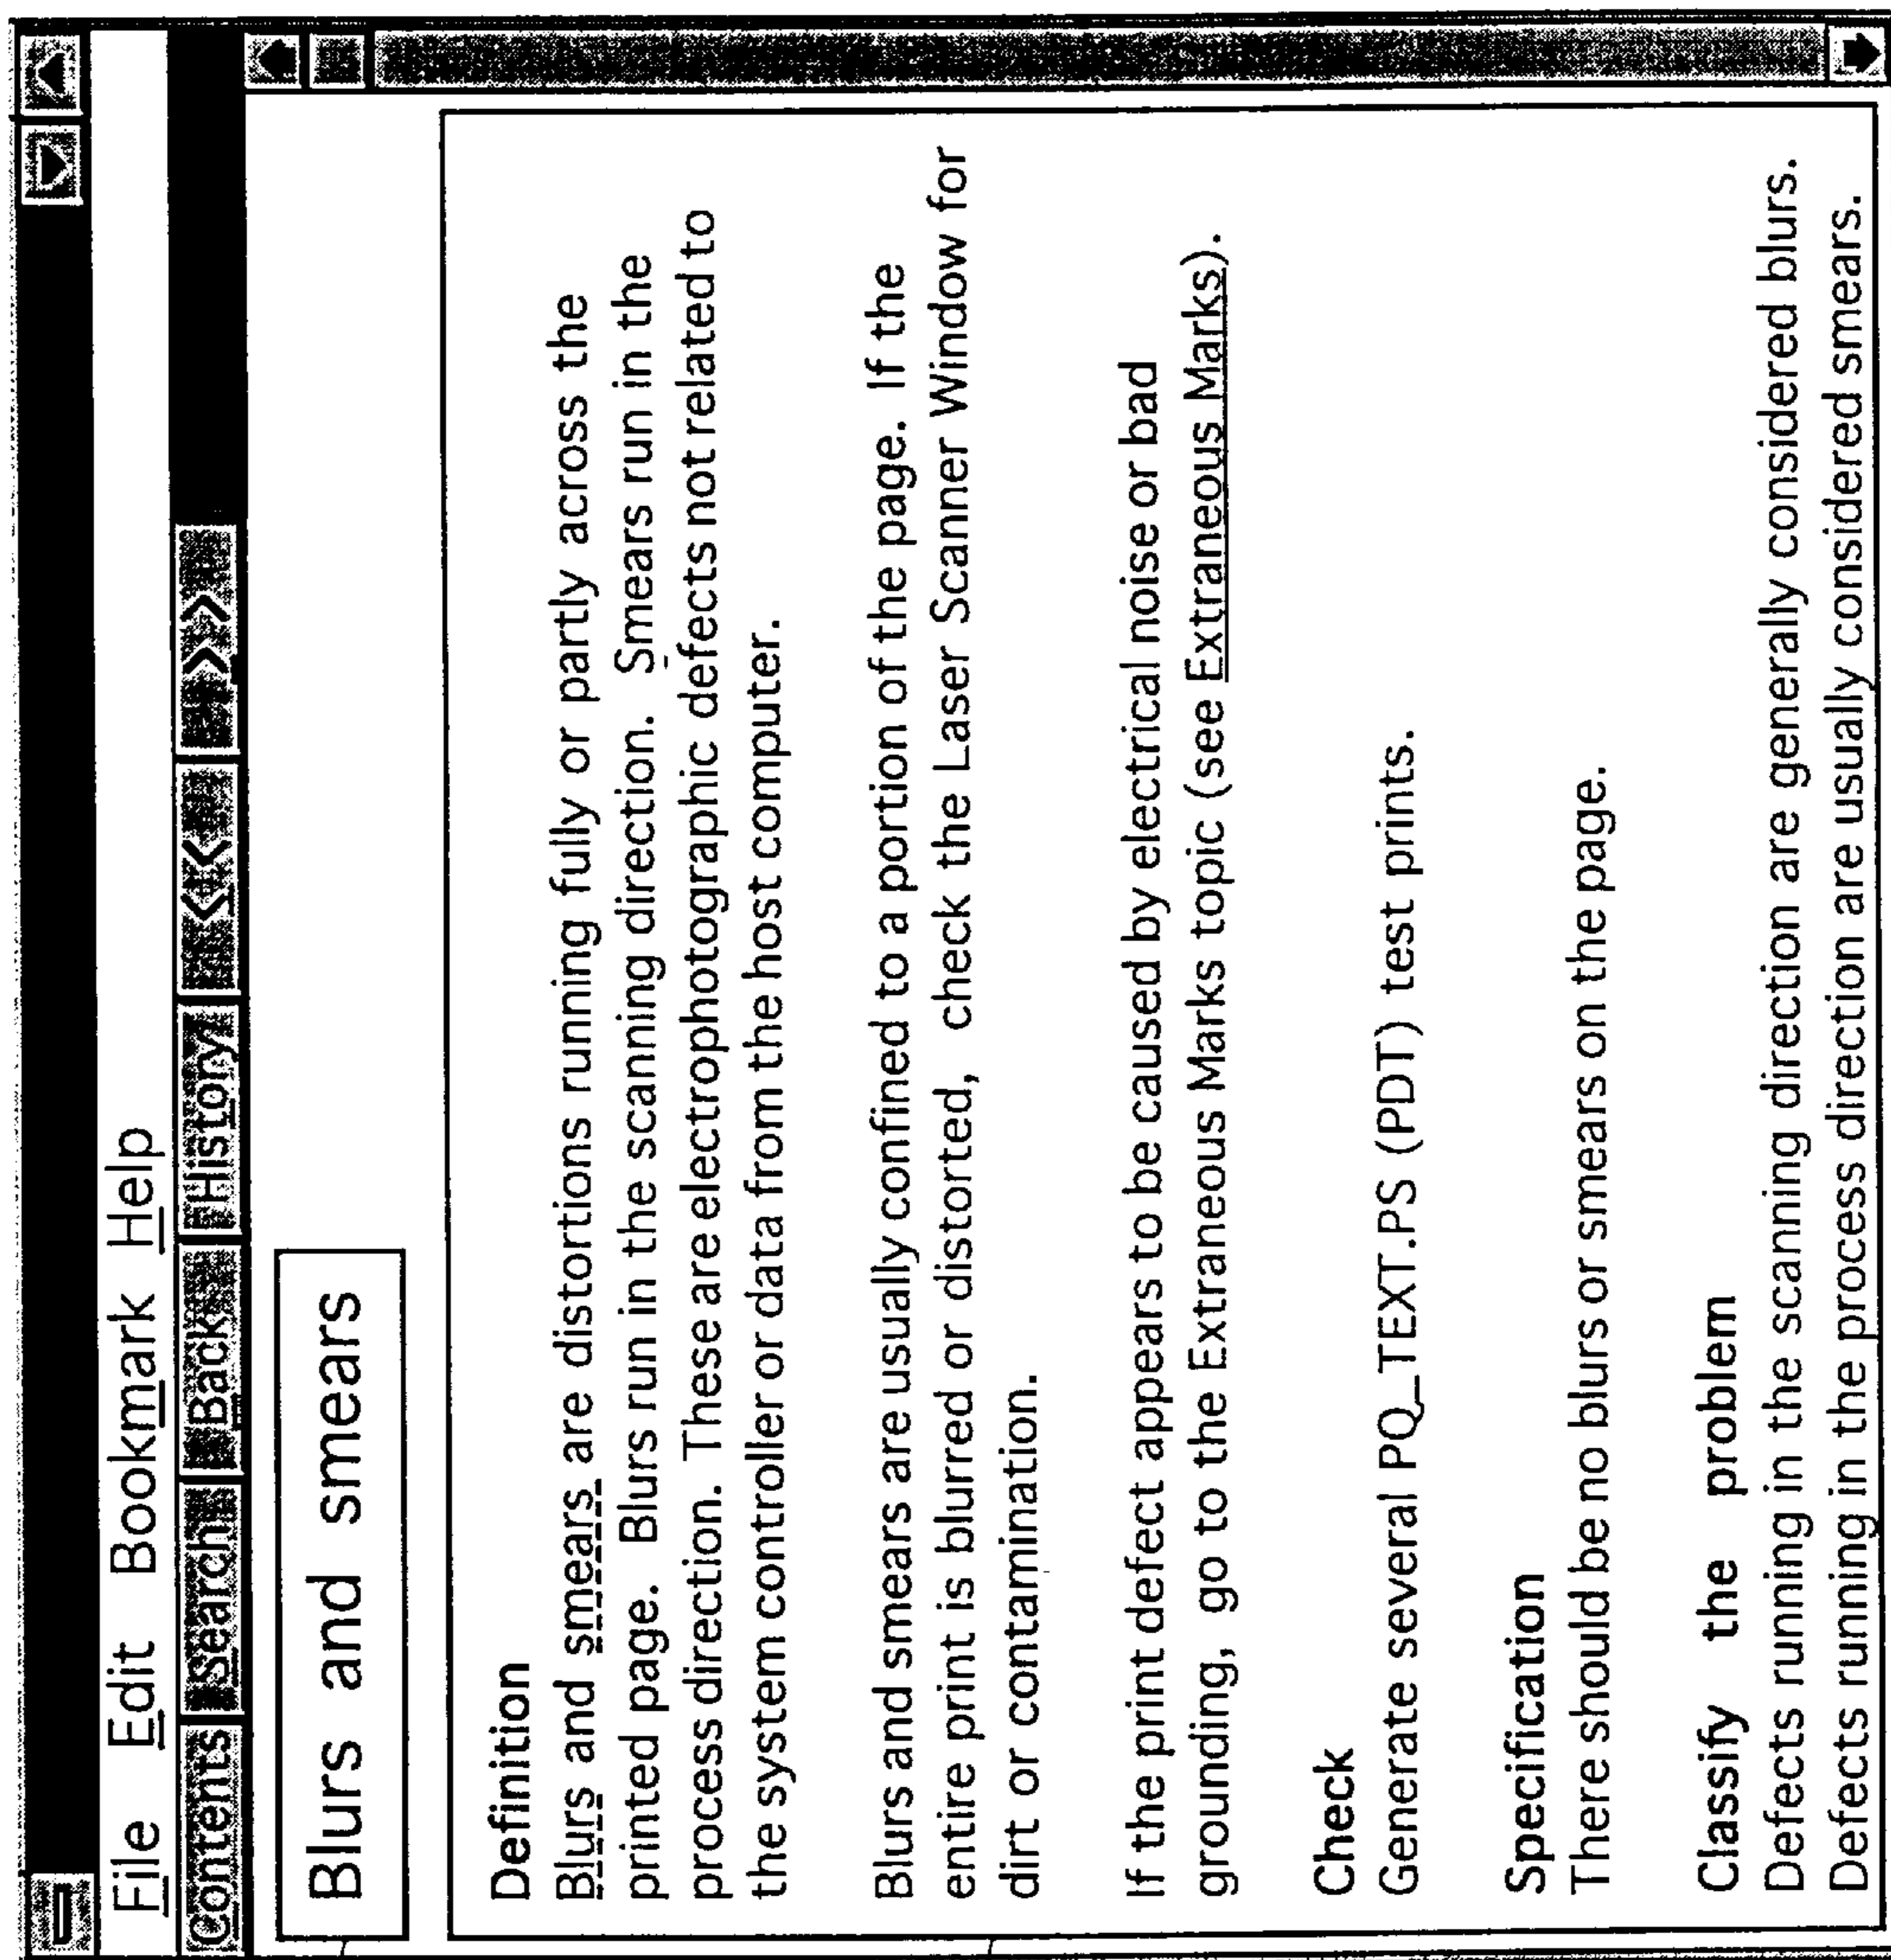 File Edit Bookmark Help
Contents Search Back History << >>
Blurs and smears
Definition
Blurs and smears are distortions running fully or partly across the
printed page. Blurs run in the scanning direction. Smears run in the
process direction. These are electrophotographic defects not related to
the system controller or data from the host computer.
Blurs and smears are usually confined to a portion of the page. If the
entire print is blurred or distorted, check the Laser Scanner Window for
dirt or contamination.
If the print defect appears to be caused by electrical noise or bad
grounding, go to the Extraneous Marks topic (see Extraneous Marks).
Check
Generate several PQ_TEXT.PS (PDT) test prints.
Specification
There should be no blurs or smears on the page.
Classify the problem
Defects running in the scanning direction are generally considered blurs.
Defects running in the process direction are usually considered smears.